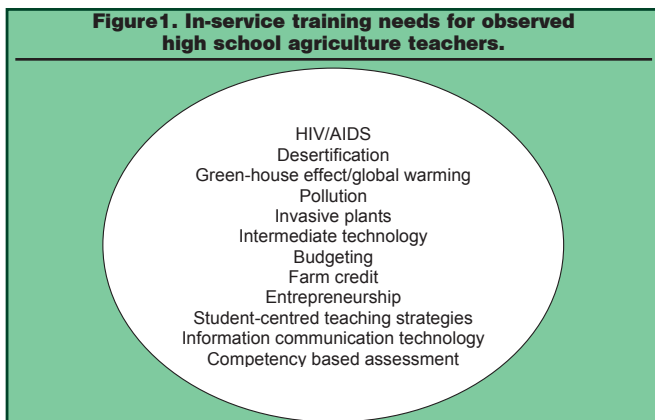 Figure1. In-service training needs for observed
high school agriculture teachers.
HIV/AIDS
Desertification
Green-house effect/global warming
Pollution
Invasive plants
Intermediate technology
Budgeting
Farm credit
Entrepreneurship
Student-centred teaching strategies
Information communication technology
Competency based assessment